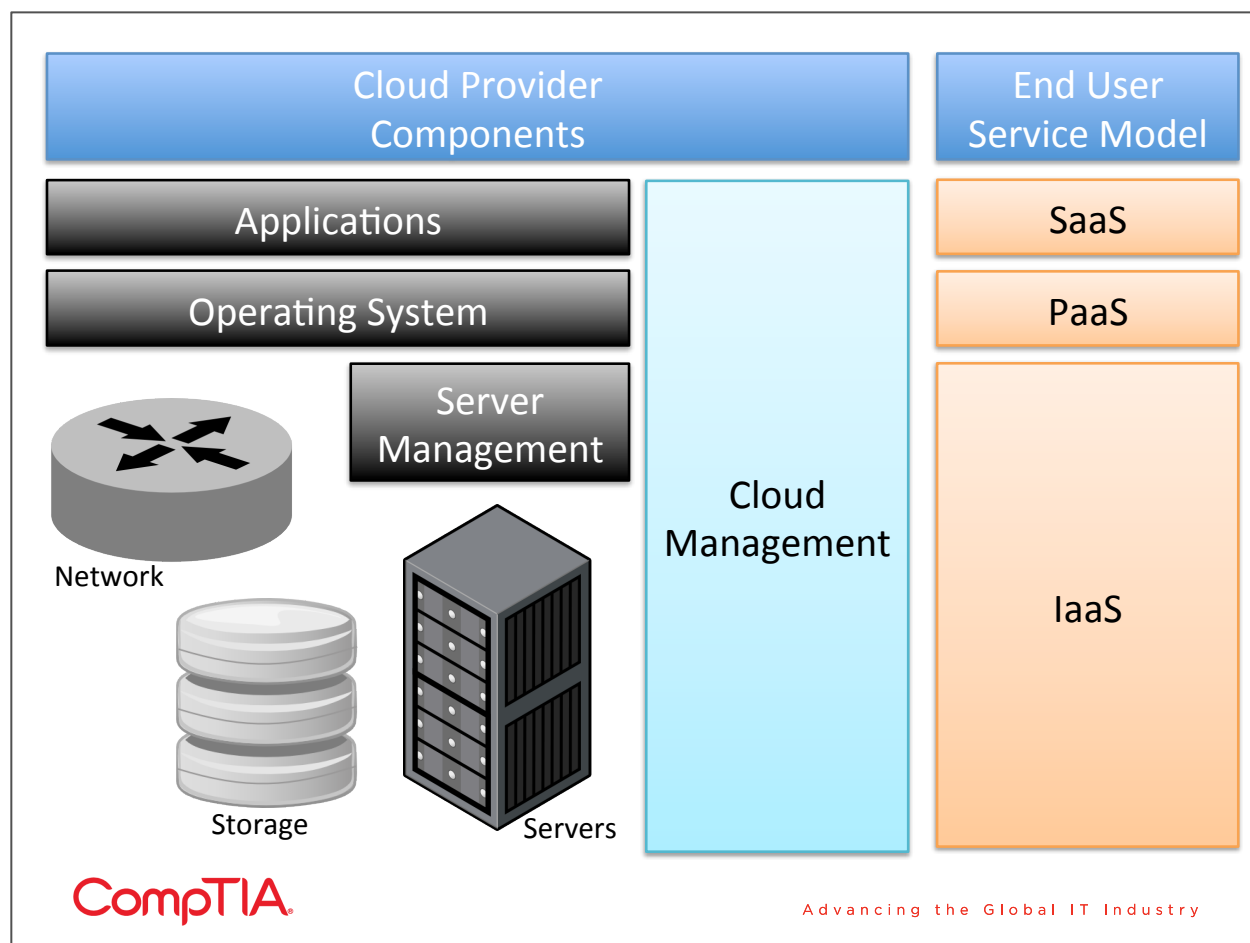 Cloud Provider
Components
End User
Service Model
Applications
SaaS
Operating System
PaaS
Server
Management
Cloud
Management
IaaS
Network
Storage
Servers
CompTIA.
Advancing the Global IT Industry